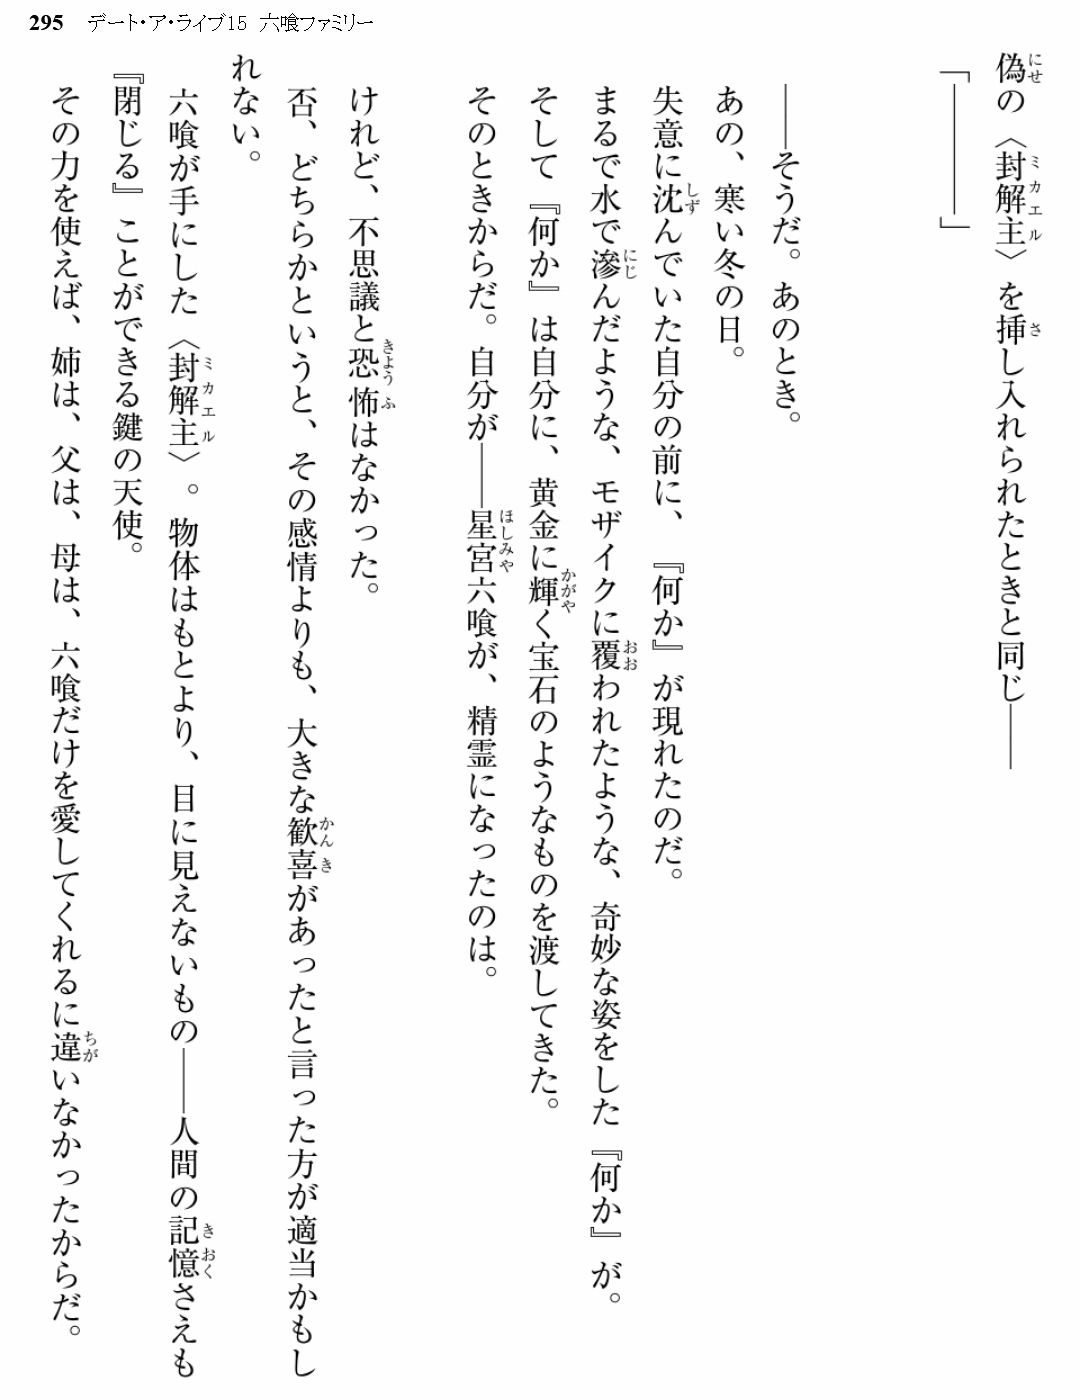 295 デート・ア・ライブ15 六喰ファミリー
偽の〈封解主〉を挿し入れられたときと同じ――
「――――」
――そうだ。あのとき。
あの、寒い冬の日。
失意に沈んでいた自分の前に、『何か』が現れたのだ。
まるで水で滲んだような、モザイクに覆われたような、奇妙な姿をした『何か』が。
そして『何か』は自分に、黄金に輝く宝石のようなものを渡してきた。
そのときからだ。自分が――星宮六喰が、精霊になったのは。
けれど、不思議と恐怖はなかった。
否、どちらかというと、その感情よりも、大きな歓喜があったと言った方が適当かもし
れない。
六喰が手にした〈封解主〉。物体はもとより、目に見えないもの――人間の記憶さえも
『閉じる』ことができる鍵の天使。
その力を使えば、姉は、父は、母は、六喰だけを愛してくれるに違いなかったからだ。